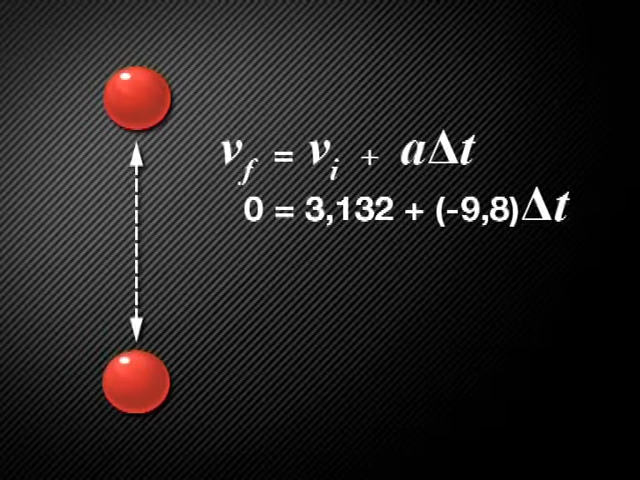 v_f = v_i + aΔt
0 = 3,132 + (-9,8)Δt